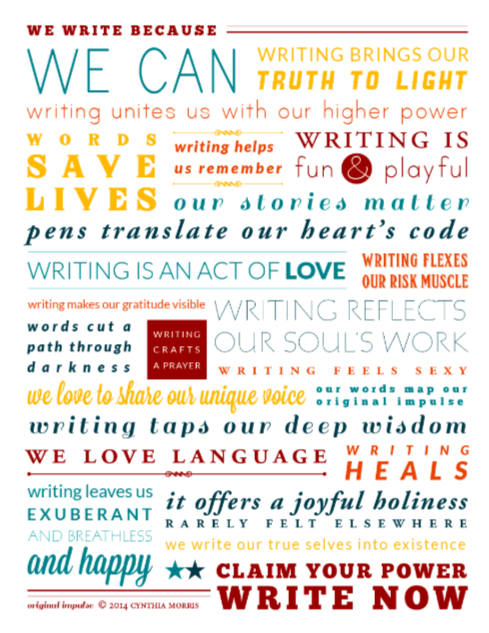 WE WRITE BECAUSE
WE CAN
WRITING BRINGS OUR
TRUTH TO LIGHT
writing unites us with our higher power
WORDS
SAVE
LIVES
writing helps
us remember
WRITING IS
fun & playful
our stories matter
pens translate our heart's code
WRITING IS AN ACT OF LOVE
WRITING FLEXES
OUR RISK MUSCLE
writing makes our gratitude visible
words cut a
path through
darkness
WRITING
CRAFTS
A PRAYER
WRITING REFLECTS
OUR SOUL'S WORK
WRITING FEELS SEXY
we love to share our unique voice
our words map our
original impulse
writing taps our deep wisdom
WE LOVE LANGUAGE
WRITING
HEALS
writing leaves us
EXUBERANT
AND BREATHLESS
and happy
it offers a joyful holiness
RARELY FELT ELSEWHERE
we write our true selves into existence
CLAIM YOUR POWER
WRITE NOW
original impulse © 2014 CYNTHIA MORRIS